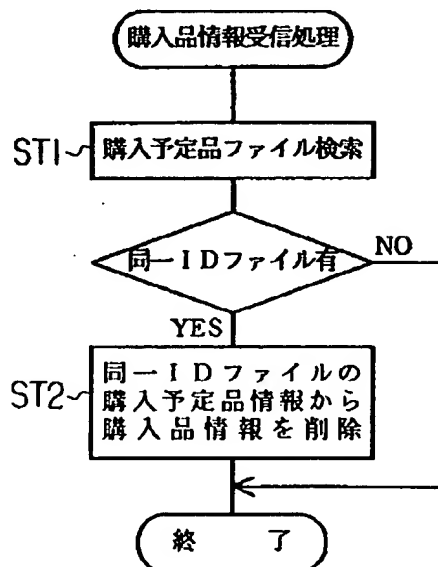 購入品情報受信処理
ST1
購入予定品ファイル検索
同一IDファイル有
NO
YES
ST2
同一IDファイルの
購入予定品情報から
購入品情報を削除
終 了